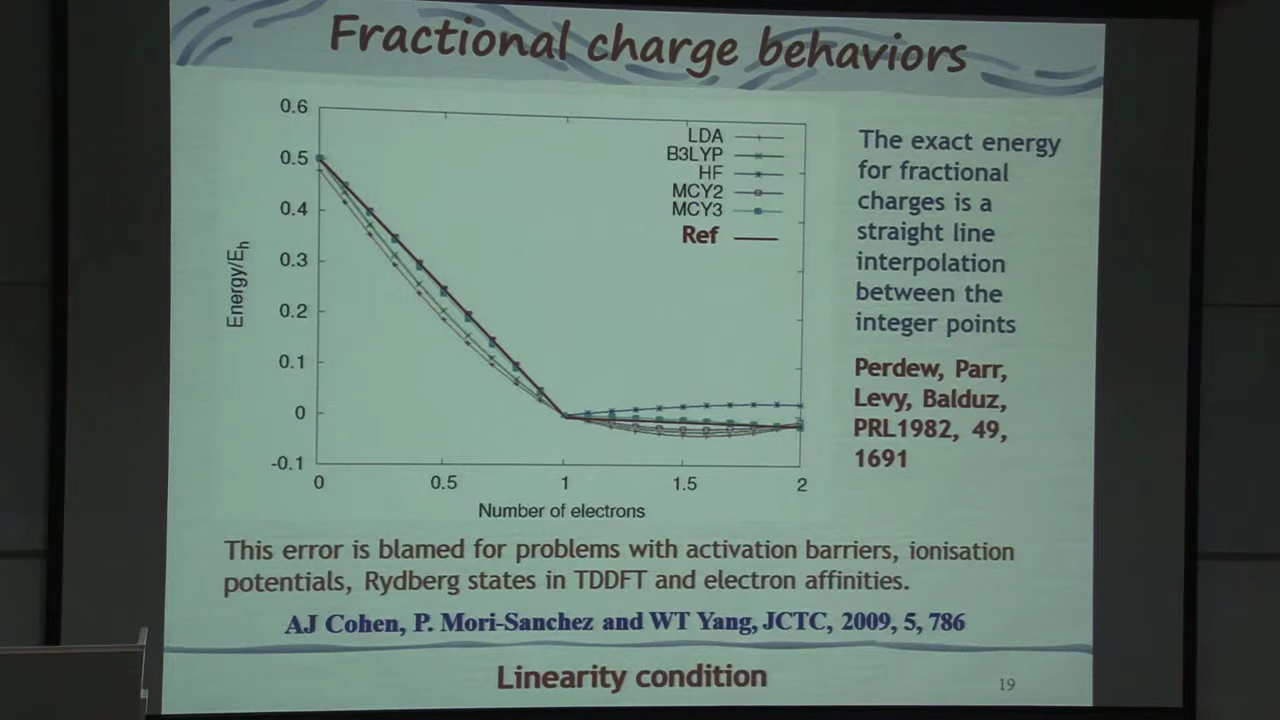 Fractional charge behaviors
0.6
0.5
0.4
0.3
0.2
0.1
0
-0.1
Energy/Eh
0
0.5
1
1.5
2
Number of electrons
LDA
B3LYP
HF
MCY2
MCY3
Ref
The exact energy
for fractional
charges is a
straight line
interpolation
between the
integer points
Perdew, Parr,
Levy, Balduz,
PRL1982, 49,
1691
This error is blamed for problems with activation barriers, ionisation
potentials, Rydberg states in TDDFT and electron affinities.
AJ Cohen, P. Mori-Sanchez and WT Yang, JCTC, 2009, 5, 786
Linearity condition
19